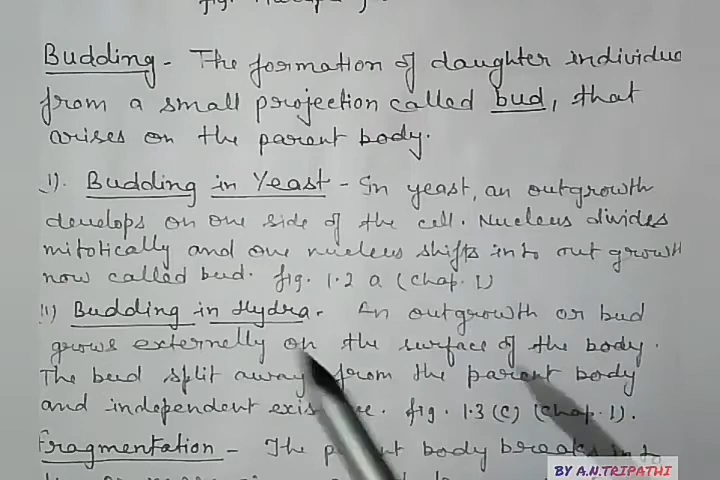 Budding - The formation of daughter individua
from a small projection called bud, that
arises on the parent body.
1). Budding in Yeast - In yeast, an outgrowth
develops on one side of the cell. Nucleus divides
mitotically and one nucleus shifts into out growth
now called bud. fig. 1.2 a (Chap. 1)
11) Budding in Hydra. An outgrowth or bud
grows externally on the surface of the body.
The bud split away from the parent body
and independent fig. 1.3 (c) (Chap. 1).
Fragmentation - The body breaks into
BY A.N.TRIPATHI